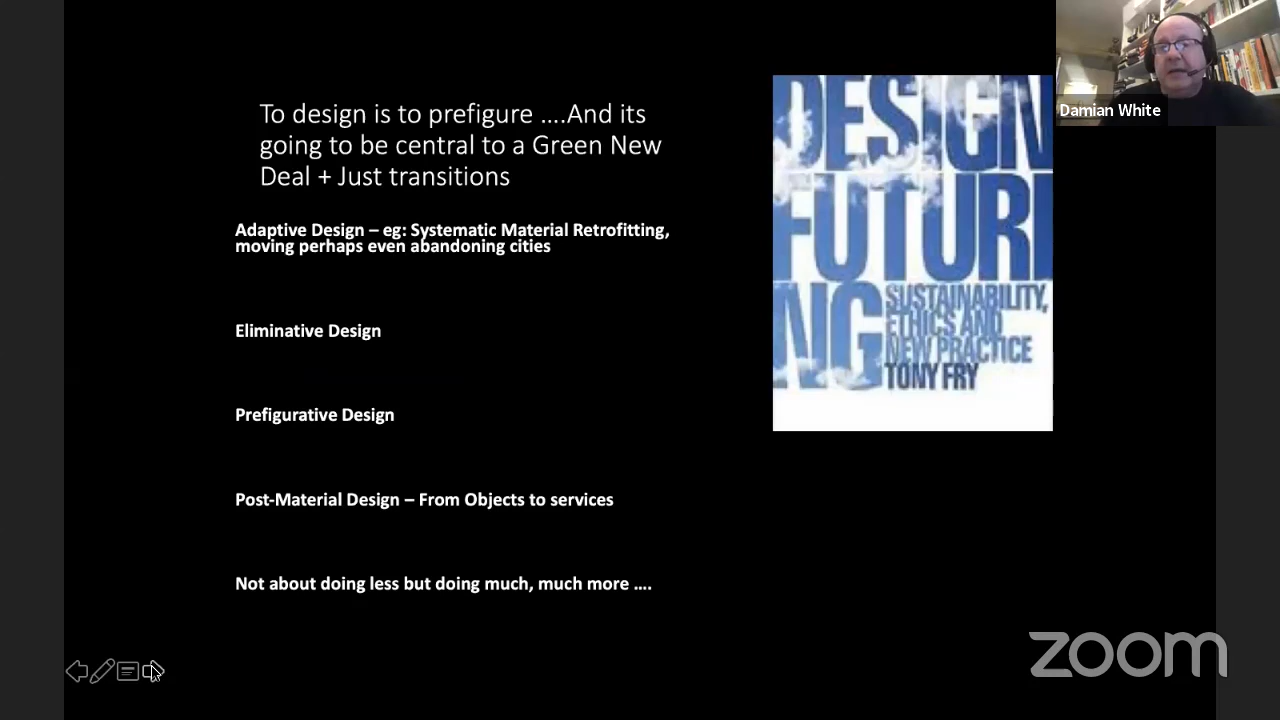 To design is to prefigure ....And its
going to be central to a Green New
Deal + Just transitions
Adaptive Design – eg: Systematic Material Retrofitting,
moving perhaps even abandoning cities
Eliminative Design
Prefigurative Design
Post-Material Design – From Objects to services
Not about doing less but doing much, much more ....
DESIGN
FUTURI
NG
SUSTAINABILITY,
ETHICS AND
NEW PRACTICE
TONY FRY
Damian White
zoom